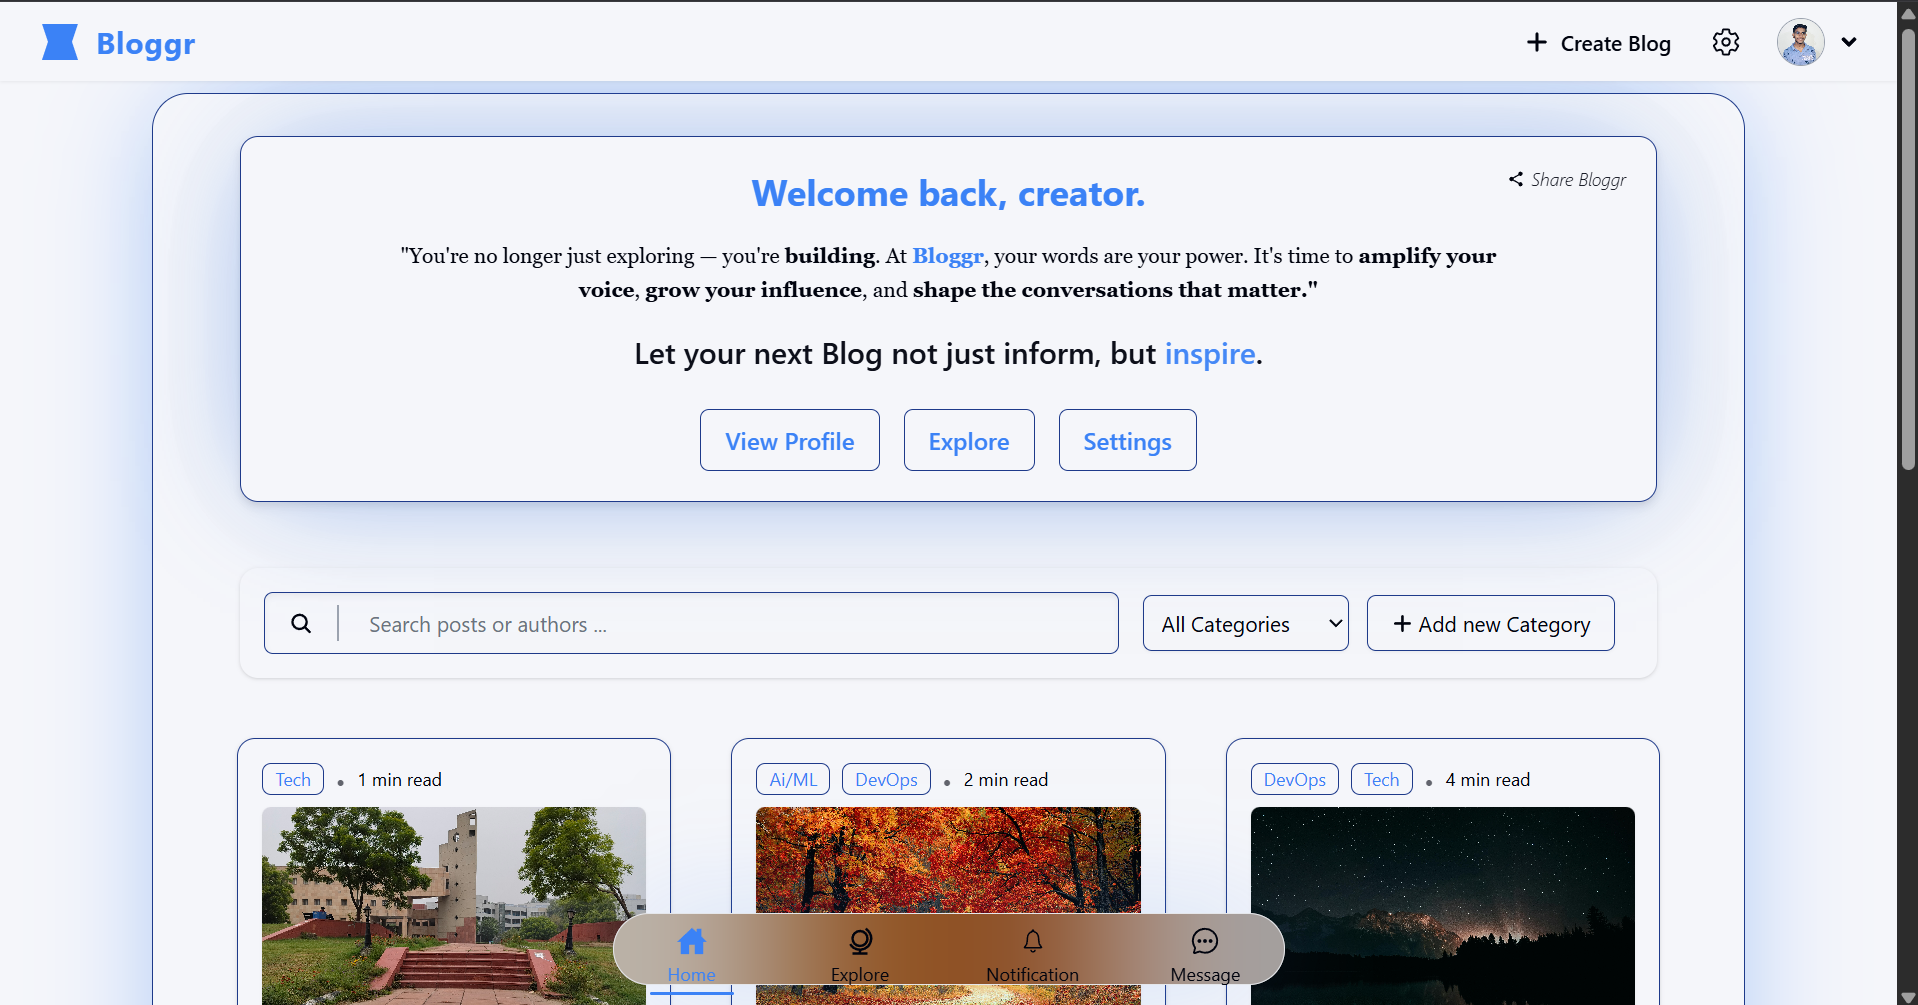 Bloggr
Create Blog
Welcome back, creator.
Share Bloggr
"You're no longer just exploring — you're building. At Bloggr, your words are your power. It's time to amplify your
voice, grow your influence, and shape the conversations that matter."
Let your next Blog not just inform, but inspire.
View Profile Explore Settings
Search posts or authors ...
All Categories
Add new Category
Tech • 1 min read
Ai/ML DevOps • 2 min read
DevOps Tech • 4 min read
Home Explore Notification Message